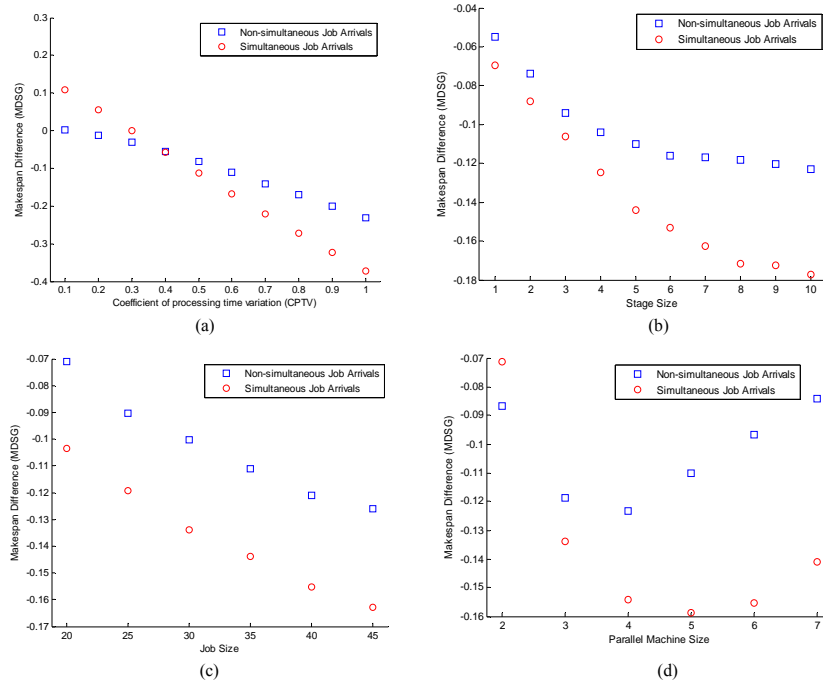 0.3
0.2
0.1
0
-0.1
-0.2
-0.3
-0.4
Makespan Difference (MDSG)
Non-simultaneous Job Arrivals
Simultaneous Job Arrivals
0.1 0.2 0.3 0.4 0.5 0.6 0.7 0.8 0.9 1
Coefficient of processing time variation (CPTV)
(a)
-0.04
-0.06
-0.08
-0.1
-0.12
-0.14
-0.16
-0.18
Makespan Difference (MDSG)
Non-simultaneous Job Arrivals
Simultaneous Job Arrivals
1 2 3 4 5 6 7 8 9 10
Stage Size
(b)
-0.07
-0.08
-0.09
-0.1
-0.11
-0.12
-0.13
-0.14
-0.15
-0.16
-0.17
Makespan Difference (MDSG)
Non-simultaneous Job Arrivals
Simultaneous Job Arrivals
20 25 30 35 40 45
Job Size
(c)
-0.07
-0.08
-0.09
-0.1
-0.11
-0.12
-0.13
-0.14
-0.15
-0.16
Makespan Difference (MDSG)
Non-simultaneous Job Arrivals
Simultaneous Job Arrivals
2 3 4 5 6 7
Parallel Machine Size
(d)